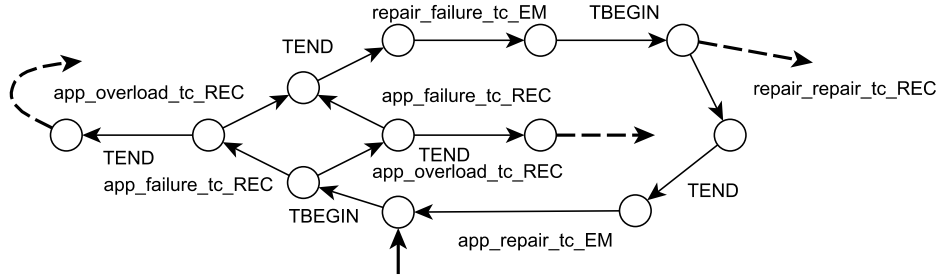 repair_failure_tc_EM
TBEGIN
TEND
app_overload_tc_REC
app_failure_tc_REC
repair_repair_tc_REC
TEND
TEND
app_failure_tc_REC
app_overload_tc_REC
TEND
TBEGIN
app_repair_tc_EM